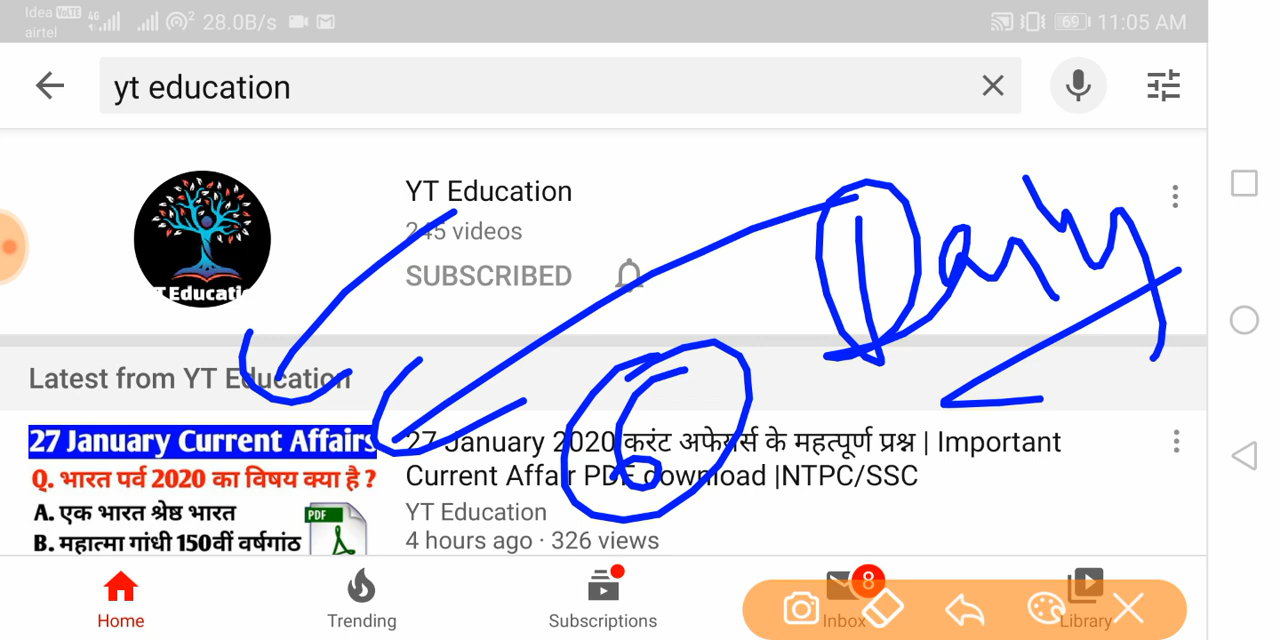 Idea VoLTE
airtel
4G
2 28.0B/s
69 11:05 AM
yt education
YT Education
245 videos
SUBSCRIBED
T Educati
Daily
6
Latest from YT Education
27 January Current Affairs
Q. भारत पर्व 2020 का विषय क्या है ?
A. एक भारत श्रेष्ठ भारत
B. महात्मा गांधी 150वीं वर्षगांठ
PDF
27 January 2020 करंट अफेयर्स के महत्पूर्ण प्रश्न | Important
Current Affair PDF download |NTPC/SSC
YT Education
4 hours ago · 326 views
8
Home
Trending
Subscriptions
Inbox
Library